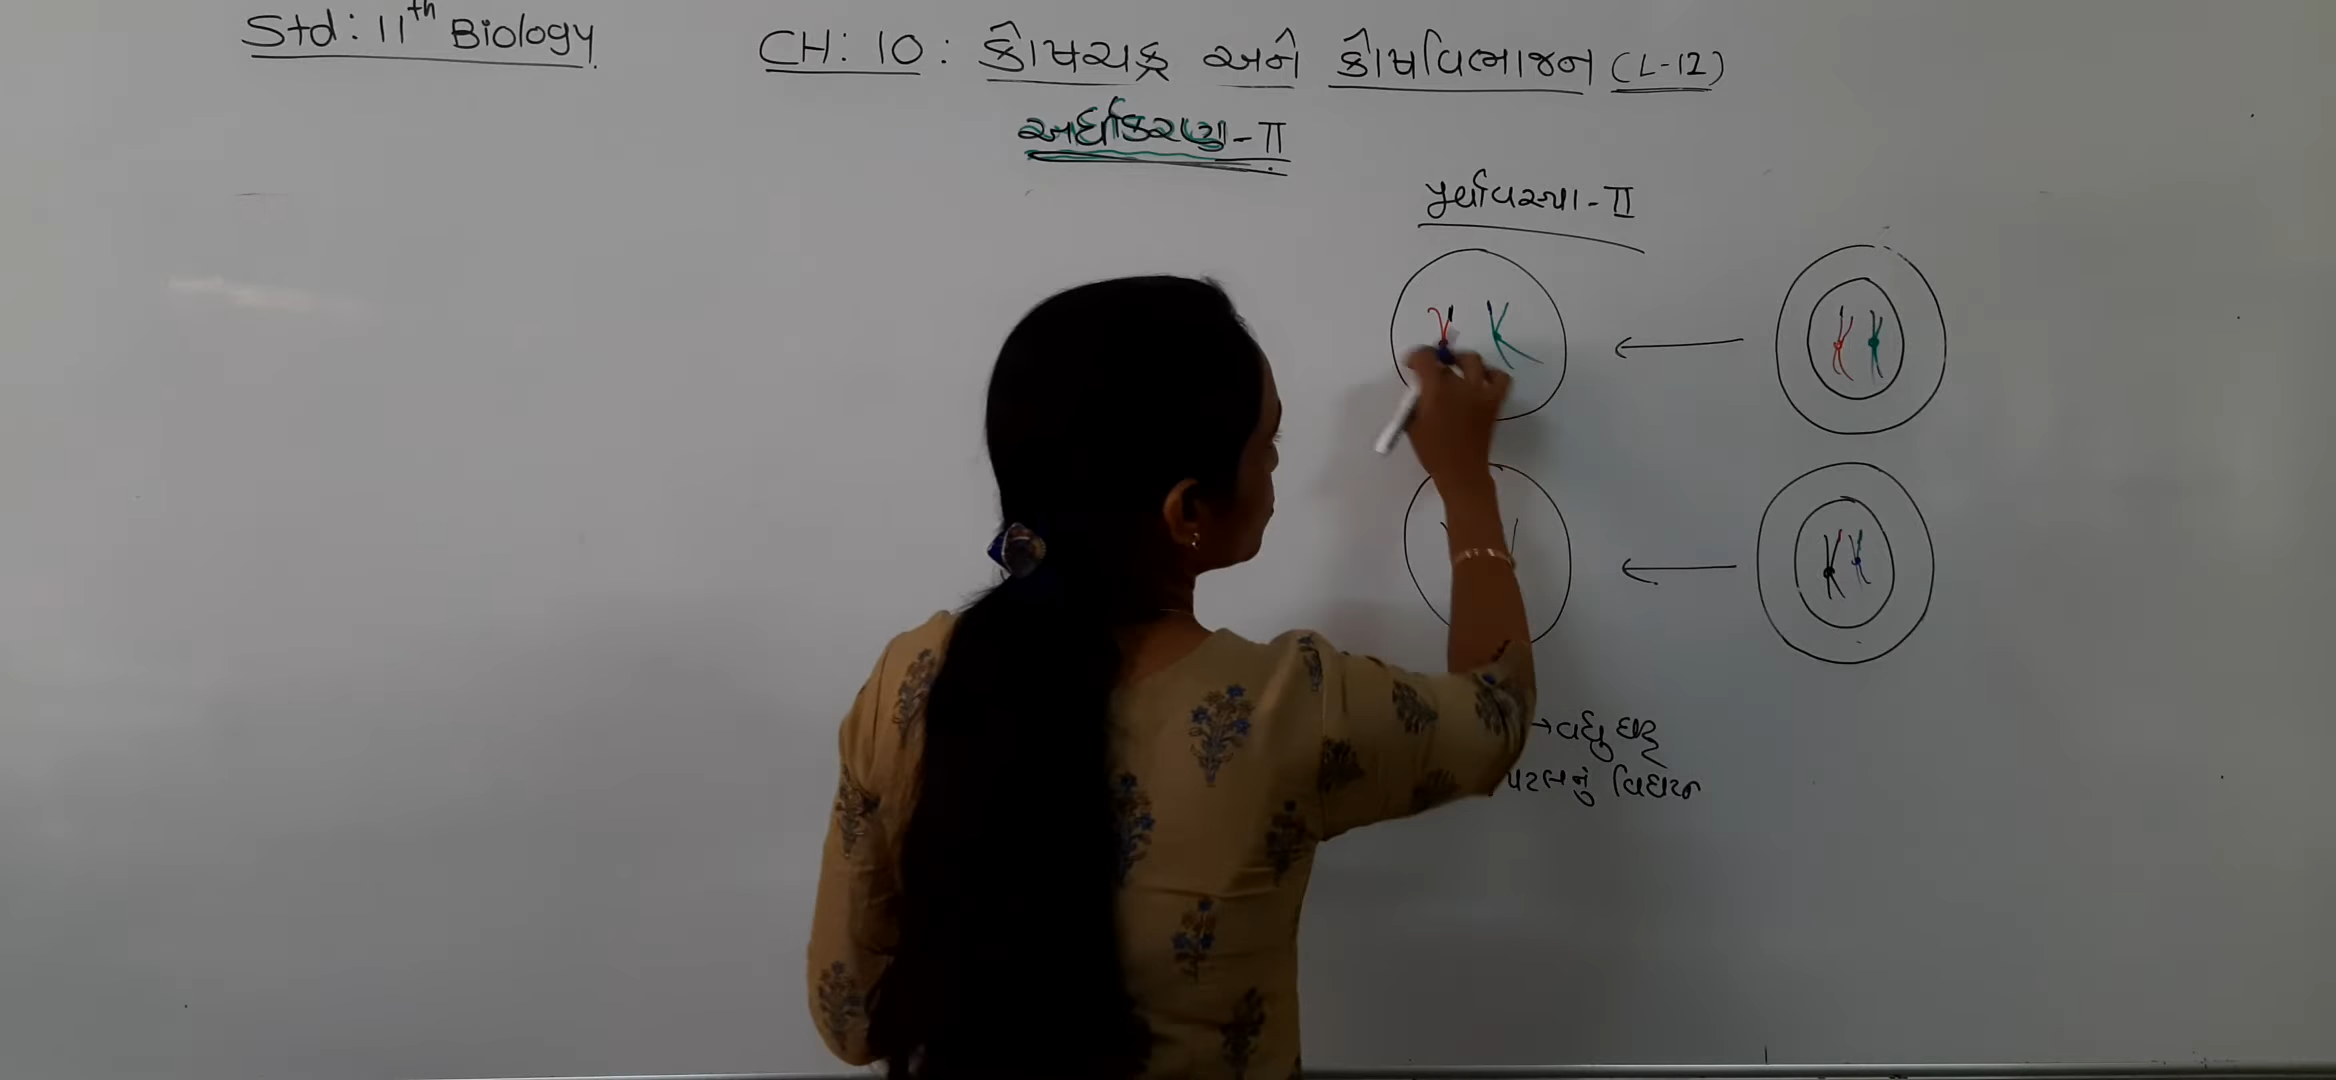 Std: 11th Biology
CH: 10: કોષચક્ર અને કોષવિભાજન (L-12)
અર્ધીકરણ-II
પૂર્વાવસ્થા-II
→વધુ ઘટ્ટ
પટલનું વિઘટન